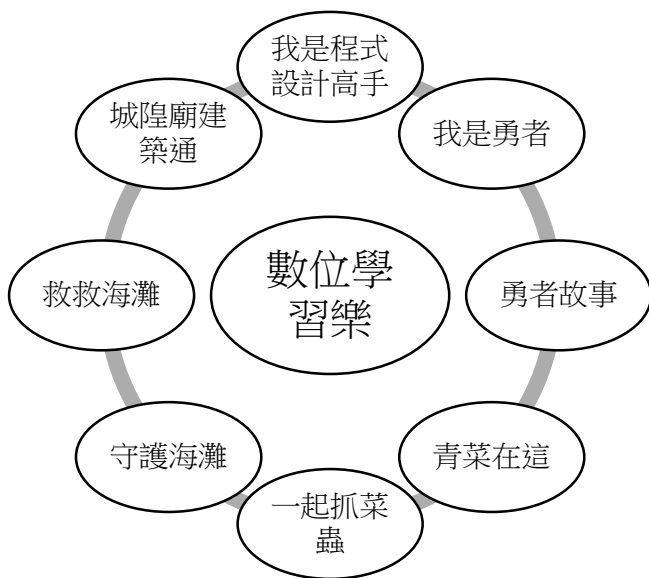 我是程式
設計高手
我是勇者
勇者故事
青菜在這
一起抓菜
蟲
守護海灘
救救海灘
城隍廟建
築通
數位學
習樂